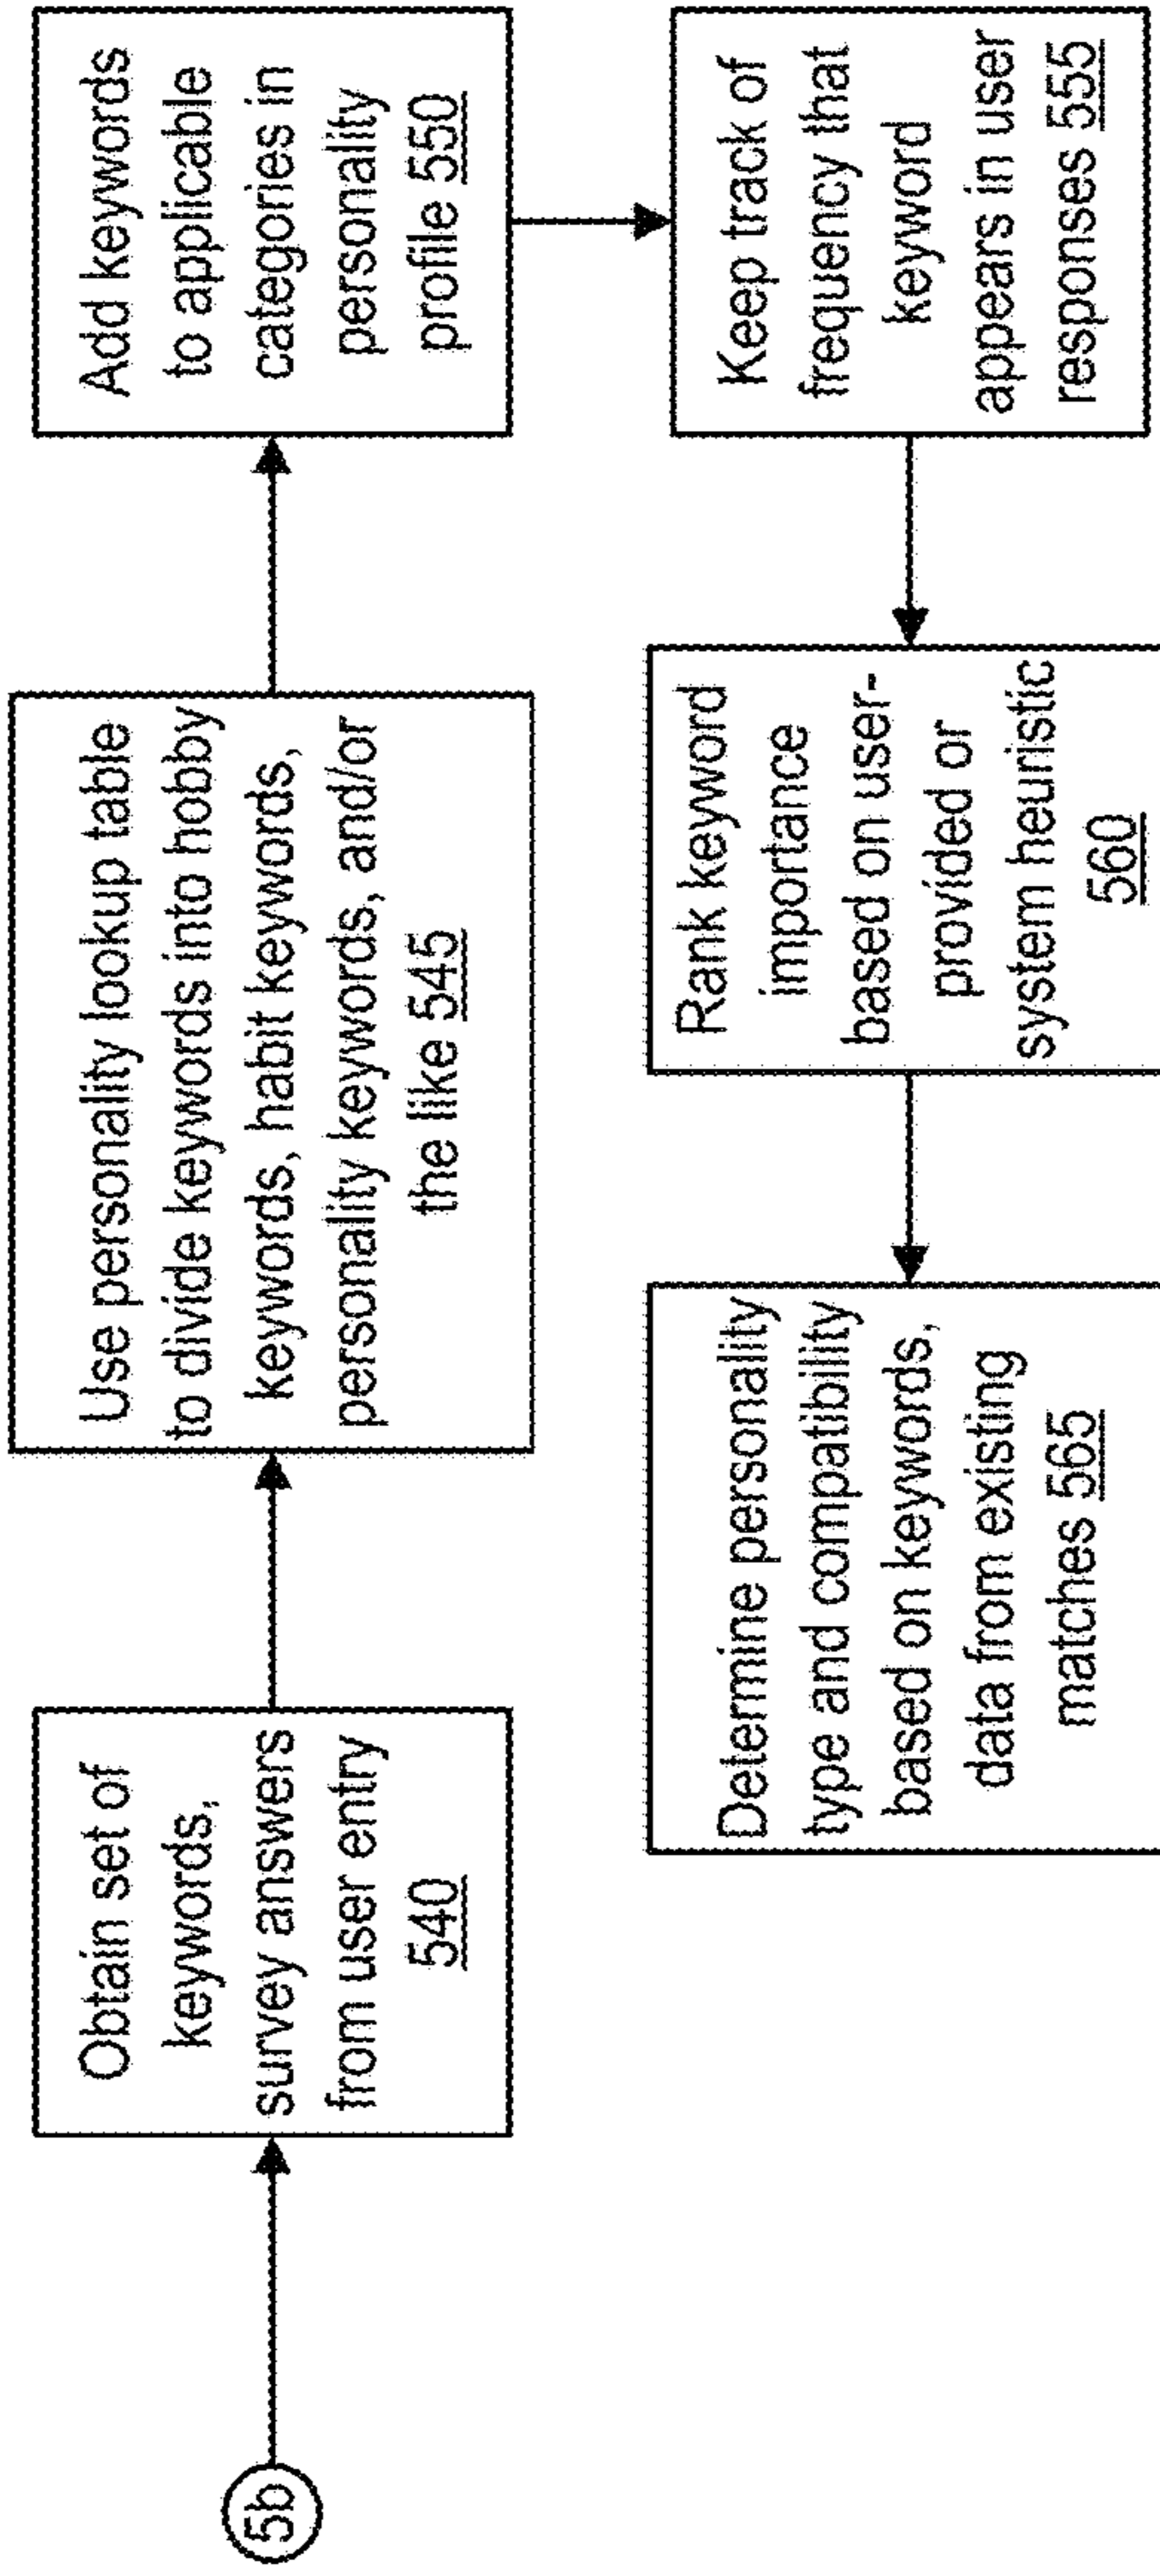 5b
Obtain set of
keywords,
survey answers
from user entry
540
Use personality lookup table
to divide keywords into hobby
keywords, habit keywords,
personality keywords, and/or
the like 545
Add keywords
to applicable
categories in
personality
profile 550
Keep track of
frequency that
keyword
appears in user
responses 555
Rank keyword
importance
based on user-
provided or
system heuristic
560
Determine personality
type and compatibility
based on keywords,
data from existing
matches 565